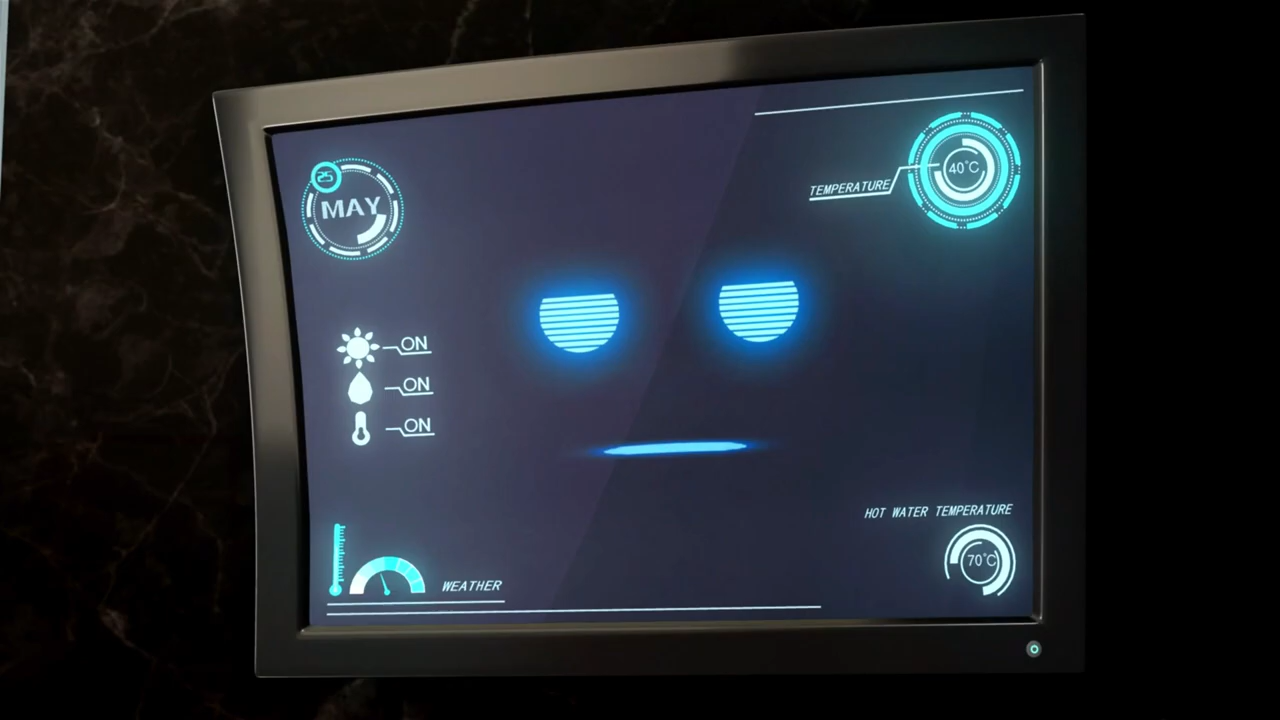 25
MAY
TEMPERATURE
40°C
ON
ON
ON
HOT WATER TEMPERATURE
70°C
WEATHER